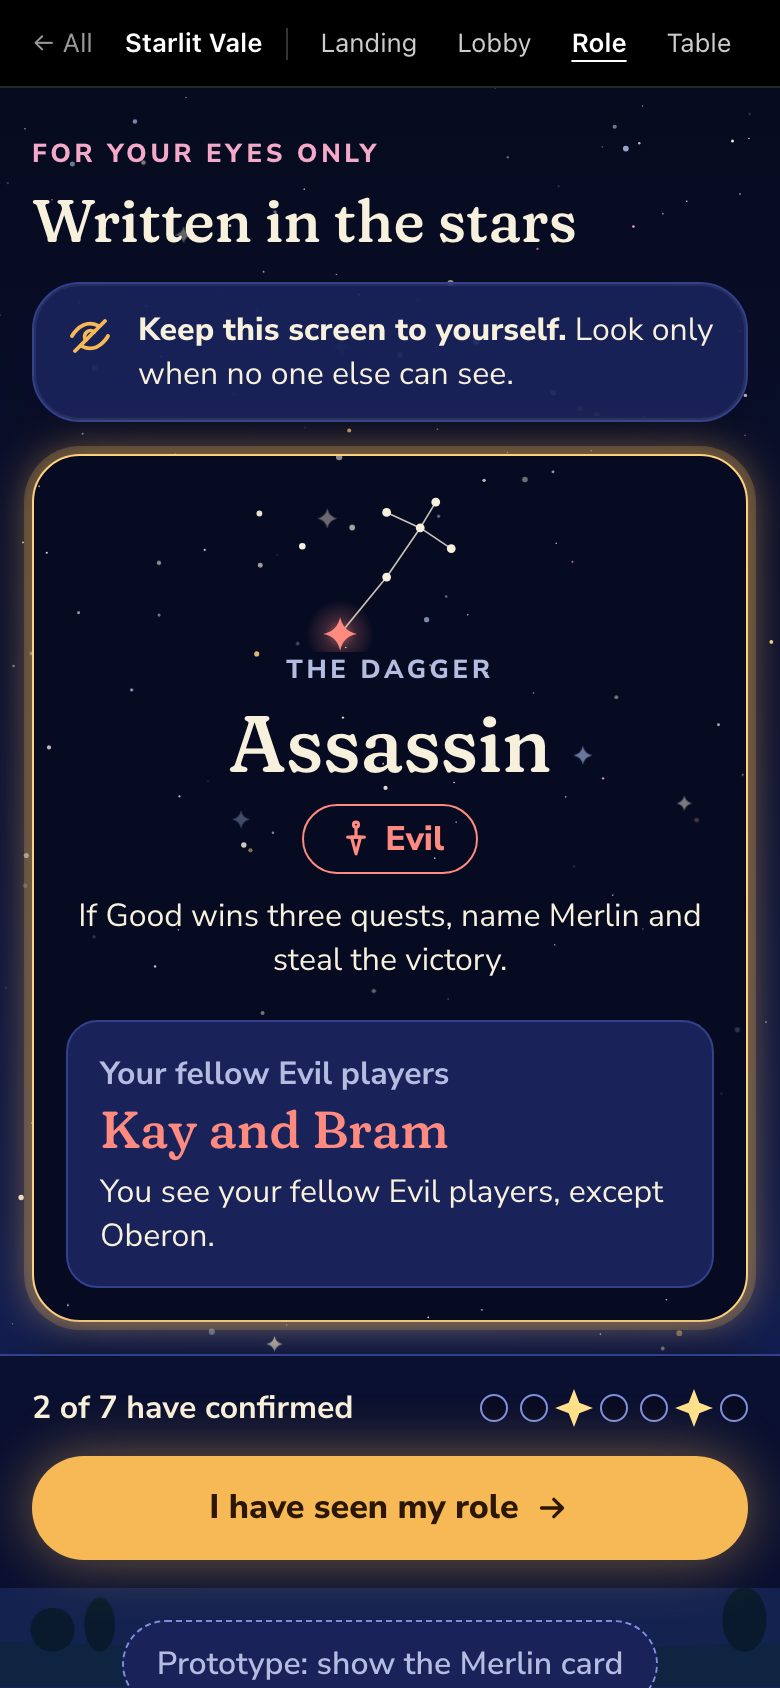 ← All Starlit Vale Landing Lobby Role Table
FOR YOUR EYES ONLY
Written in the stars
Keep this screen to yourself. Look only
when no one else can see.
THE DAGGER
Assassin
Evil
If Good wins three quests, name Merlin and
steal the victory.
Your fellow Evil players
Kay and Bram
You see your fellow Evil players, except
Oberon.
2 of 7 have confirmed
I have seen my role →
Prototype: show the Merlin card